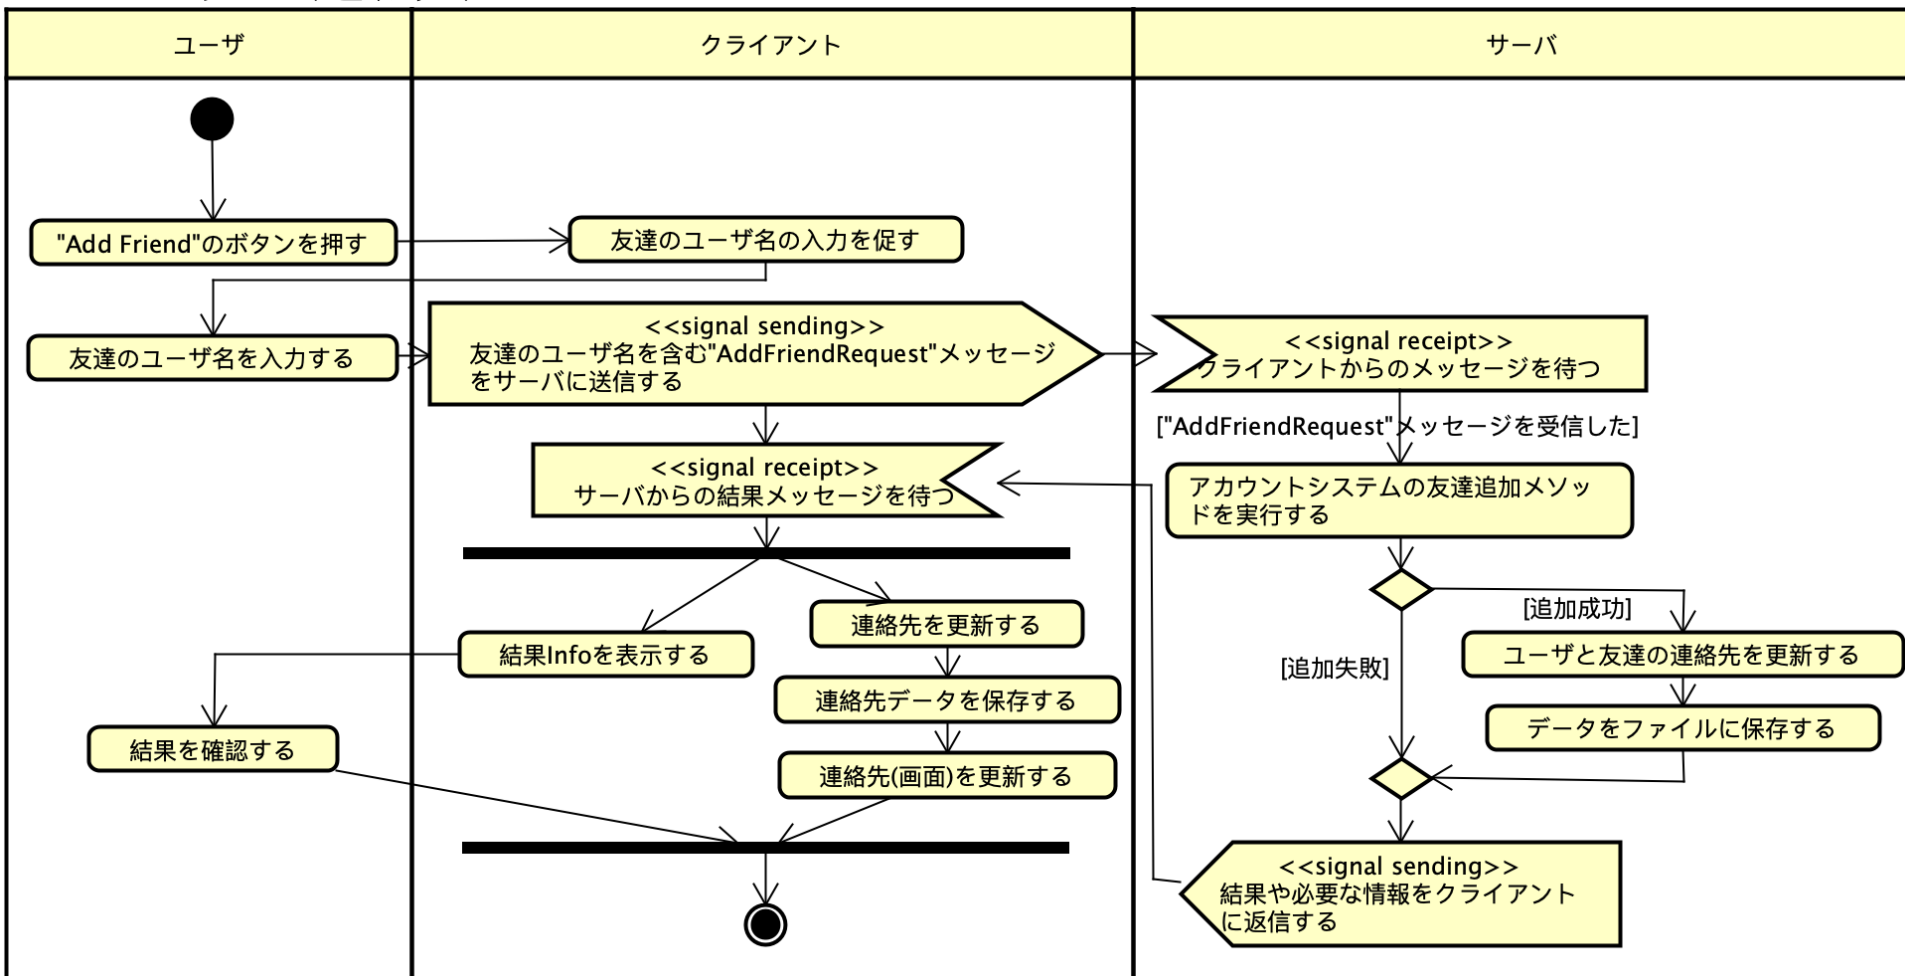 ユーザ
クライアント
サーバ
"Add Friend"のボタンを押す
友達のユーザ名の入力を促す
友達のユーザ名を入力する
<<signal sending>>
友達のユーザ名を含む"AddFriendRequest"メッセージ
をサーバに送信する
<<signal receipt>>
クライアントからのメッセージを待つ
["AddFriendRequest"メッセージを受信した]
<<signal receipt>>
サーバからの結果メッセージを待つ
アカウントシステムの友達追加メソッ
ドを実行する
[追加成功]
連絡先を更新する
結果Infoを表示する
ユーザと友達の連絡先を更新する
[追加失敗]
連絡先データを保存する
データをファイルに保存する
結果を確認する
連絡先(画面)を更新する
<<signal sending>>
結果や必要な情報をクライアント
に返信する